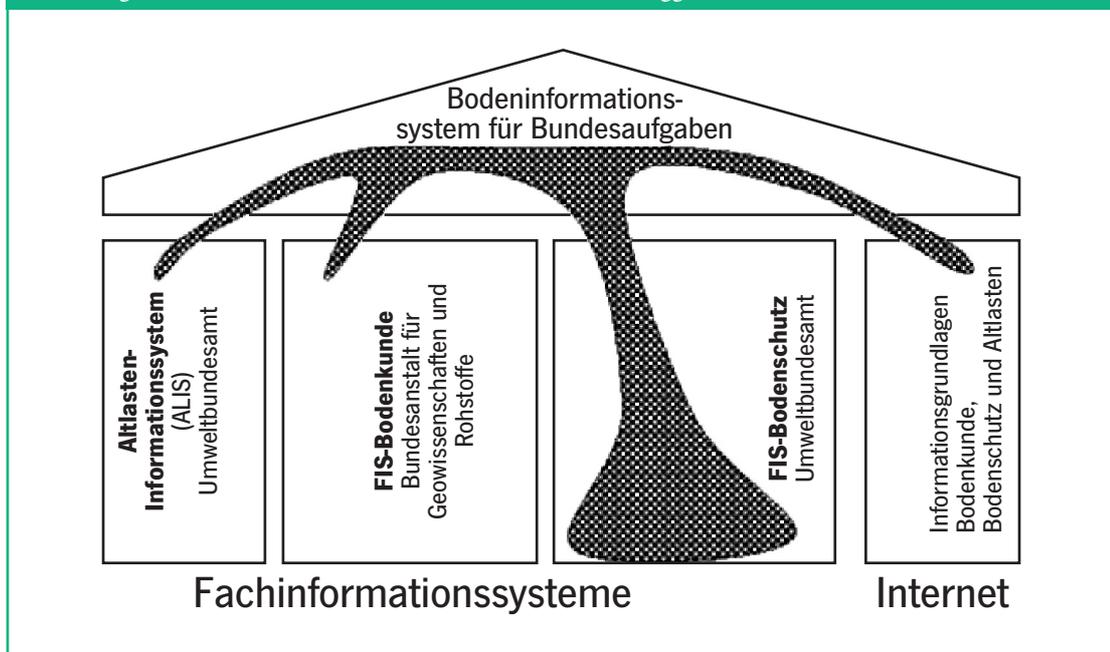 Bodeninformations-
system für Bundesaufgaben
Altlasten-
Informationssystem
(ALIS)
Umweltbundesamt
FIS-Bodenkunde
Bundesanstalt für
Geowissenschaften und
Rohstoffe
FIS-Bodenschutz
Umweltbundesamt
Informationsgrundlagen
Bodenkunde,
Bodenschutz und Altlasten
Fachinformationssysteme
Internet